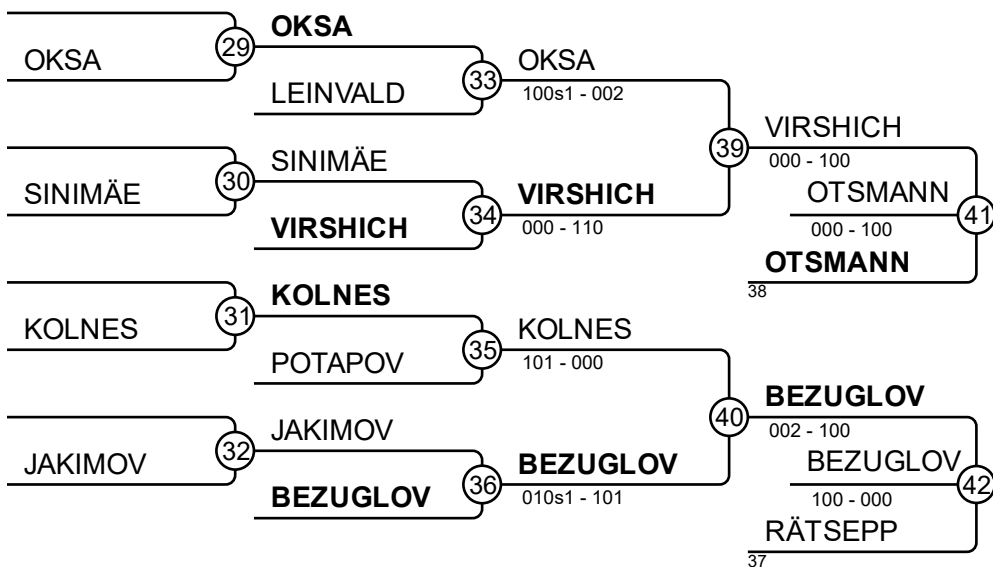 OKSA
29
OKSA
LEINVALD
33
OKSA
100s1 - 002
SINIMÄE
30
SINIMÄE
VIRSHICH
34
VIRSHICH
000 - 110
39
VIRSHICH
000 - 100
OTSMANN
000 - 100
41
OTSMANN
38
KOLNES
31
KOLNES
POTAPOV
35
KOLNES
101 - 000
JAKIMOV
32
JAKIMOV
BEZUGLOV
36
BEZUGLOV
010s1 - 101
40
BEZUGLOV
002 - 100
BEZUGLOV
100 - 000
42
RÄTSEPP
37